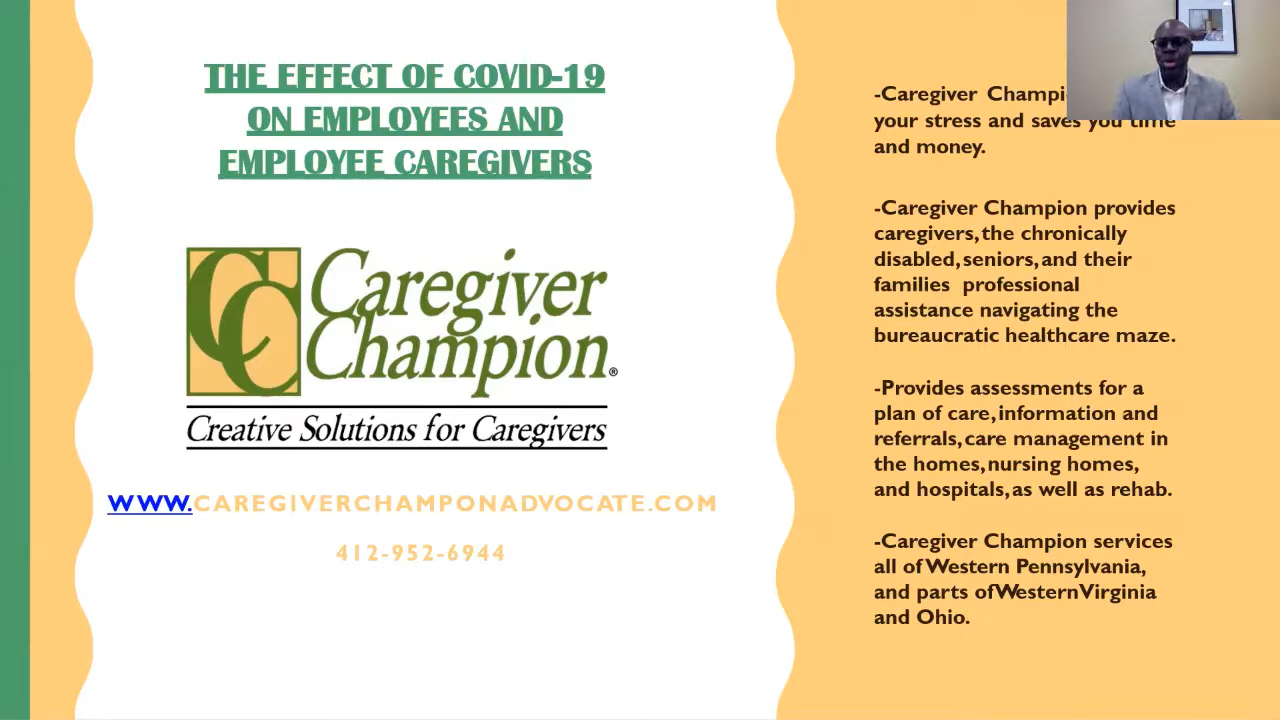 THE EFFECT OF COVID-19
ON EMPLOYEES AND
EMPLOYEE CAREGIVERS
CC
Caregiver
Champion®
Creative Solutions for Caregivers
WWW.CAREGIVERCHAMPONADVOCATE.COM
412-952-6944
-Caregiver Champi
your stress and saves you time
and money.
-Caregiver Champion provides
caregivers, the chronically
disabled, seniors, and their
families professional
assistance navigating the
bureaucratic healthcare maze.
-Provides assessments for a
plan of care, information and
referrals, care management in
the homes, nursing homes,
and hospitals, as well as rehab.
-Caregiver Champion services
all of Western Pennsylvania,
and parts of Western Virginia
and Ohio.